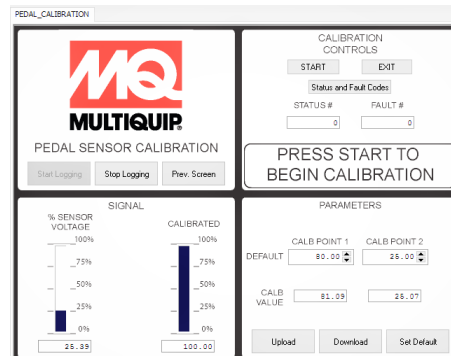 PEDAL_CALIBRATION
MQ
MULTIQUIP
PEDAL SENSOR CALIBRATION
Start Logging
Stop Logging
Prev. Screen
CALIBRATION
CONTROLS
START
EXIT
Status and Fault Codes
STATUS #
FAULT #
0
0
PRESS START TO
BEGIN CALIBRATION
SIGNAL
% SENSOR
VOLTAGE
100%
75%
50%
25%
0%
25.39
CALIBRATED
100%
75%
50%
25%
0%
100.00
PARAMETERS
CALB POINT 1
CALB POINT 2
DEFAULT
80.00
25.00
CALB
VALUE
81.09
25.07
Upload
Download
Set Default